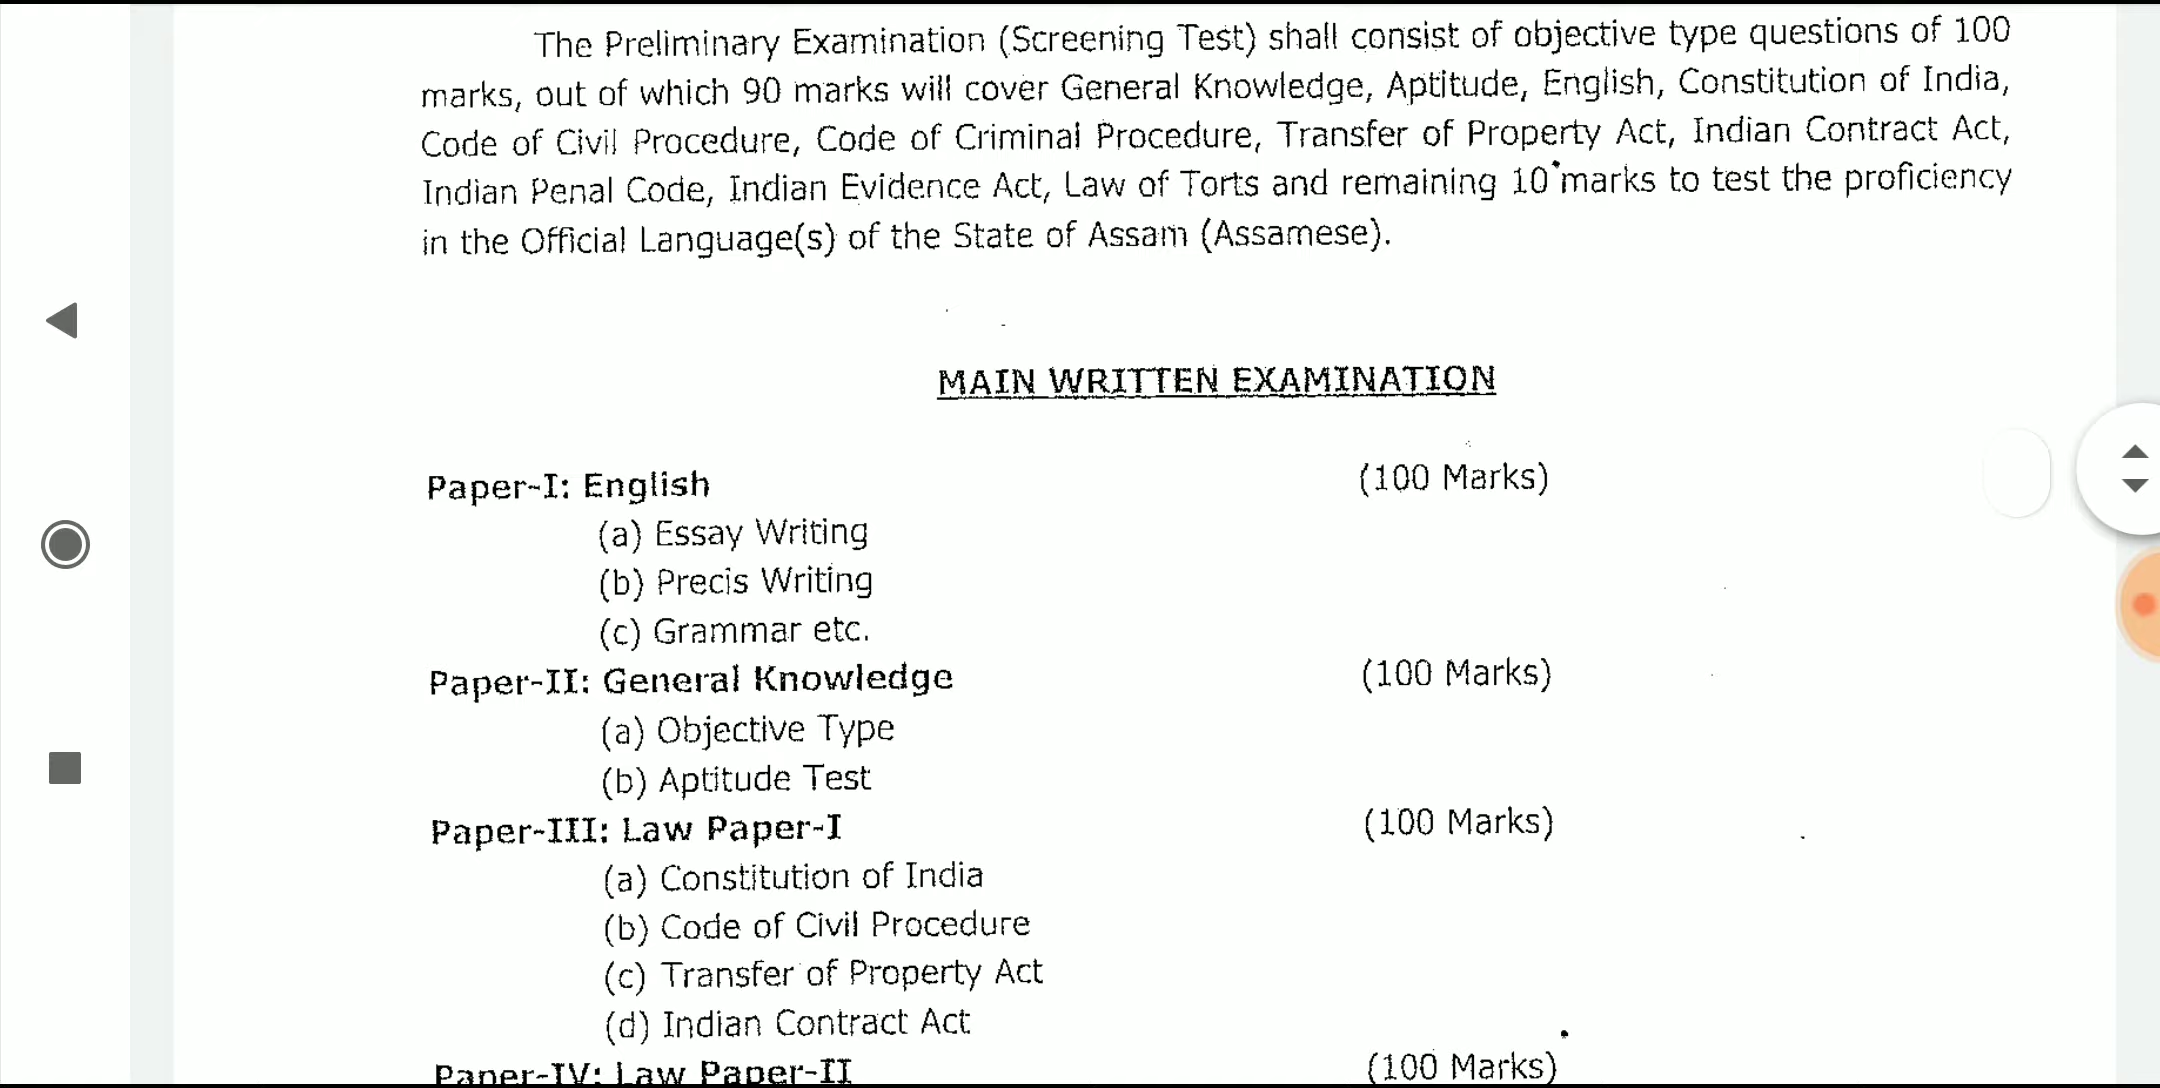 The Preliminary Examination (Screening Test) shall consist of objective type questions of 100
marks, out of which 90 marks will cover General Knowledge, Aptitude, English, Constitution of India,
Code of Civil Procedure, Code of Criminal Procedure, Transfer of Property Act, Indian Contract Act,
Indian Penal Code, Indian Evidence Act, Law of Torts and remaining 10 marks to test the proficiency
in the Official Language(s) of the State of Assam (Assamese).
MAIN WRITTEN EXAMINATION
Paper-I: English (100 Marks)
(a) Essay Writing
(b) Precis Writing
(c) Grammar etc.
Paper-II: General Knowledge (100 Marks)
(a) Objective Type
(b) Aptitude Test
Paper-III: Law Paper-I (100 Marks)
(a) Constitution of India
(b) Code of Civil Procedure
(c) Transfer of Property Act
(d) Indian Contract Act
Paper-IV: Law Paper-II (100 Marks)